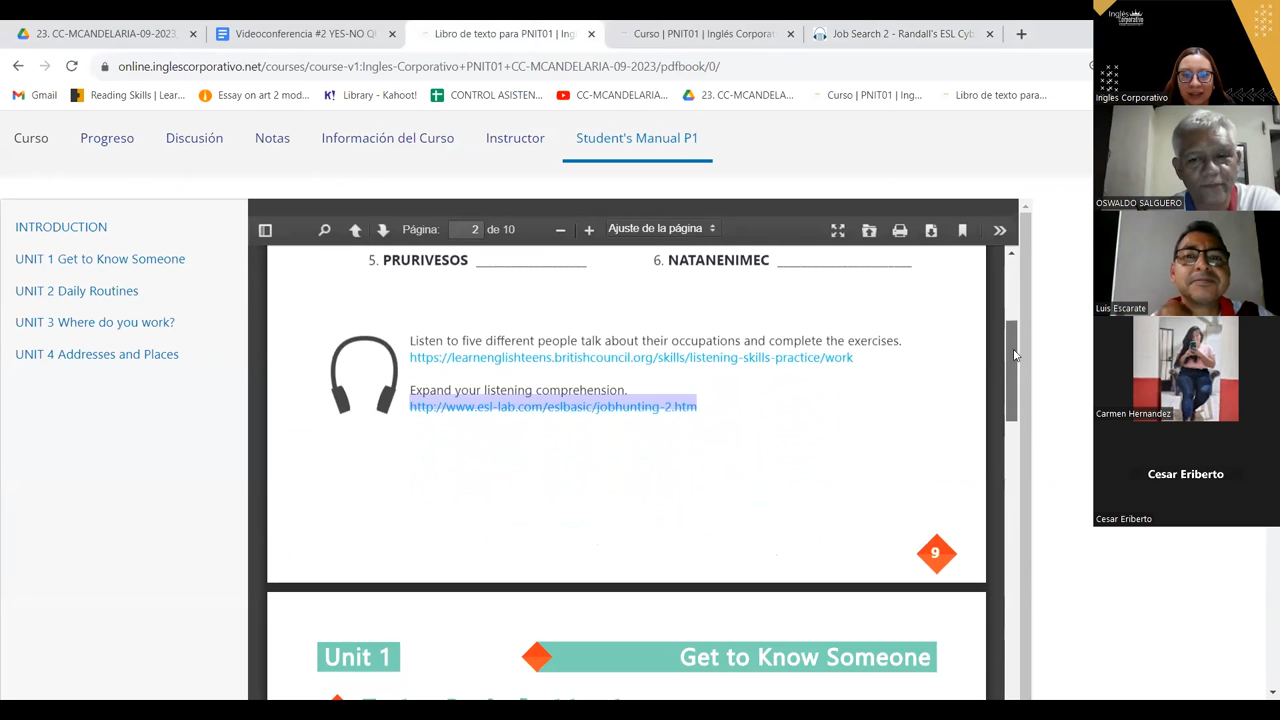 23. CC-MCANDELARIA-09-2023
Videoconferencia #2 YES-NO Q
Libro de texto para PNIT01 | Ing
Curso | PNIT01 | Inglés Corporat
Job Search 2 - Randall's ESL Cyb
online.inglescorporativo.net/courses/course-v1:Ingles-Corporativo+PNIT01+CC-MCANDELARIA-09-2023/pdfbook/0/
Gmail
Reading Skills | Lear...
Essay on art 2 mod...
Library - Kap
CONTROL ASISTEN...
CC-MCANDELARIA...
23. CC-MCANDELA...
Curso | PNIT01 | Ing...
Libro de texto para...
Curso
Progreso
Discusión
Notas
Información del Curso
Instructor
Student's Manual P1
INTRODUCTION
UNIT 1 Get to Know Someone
UNIT 2 Daily Routines
UNIT 3 Where do you work?
UNIT 4 Addresses and Places
Página: 2 de 10
Ajuste de la página
5. PRURIVESOS ________________
6. NATANENIMEC ___________________
Listen to five different people talk about their occupations and complete the exercises.
https://learnenglishteens.britishcouncil.org/skills/listening-skills-practice/work
Expand your listening comprehension.
http://www.esl-lab.com/eslbasic/jobhunting-2.htm
9
Unit 1
Get to Know Someone
Inglés
Corporativo
Ingles Corporativo
OSWALDO SALGUERO
Luis Escarate
Carmen Hernandez
Cesar Eriberto
Cesar Eriberto